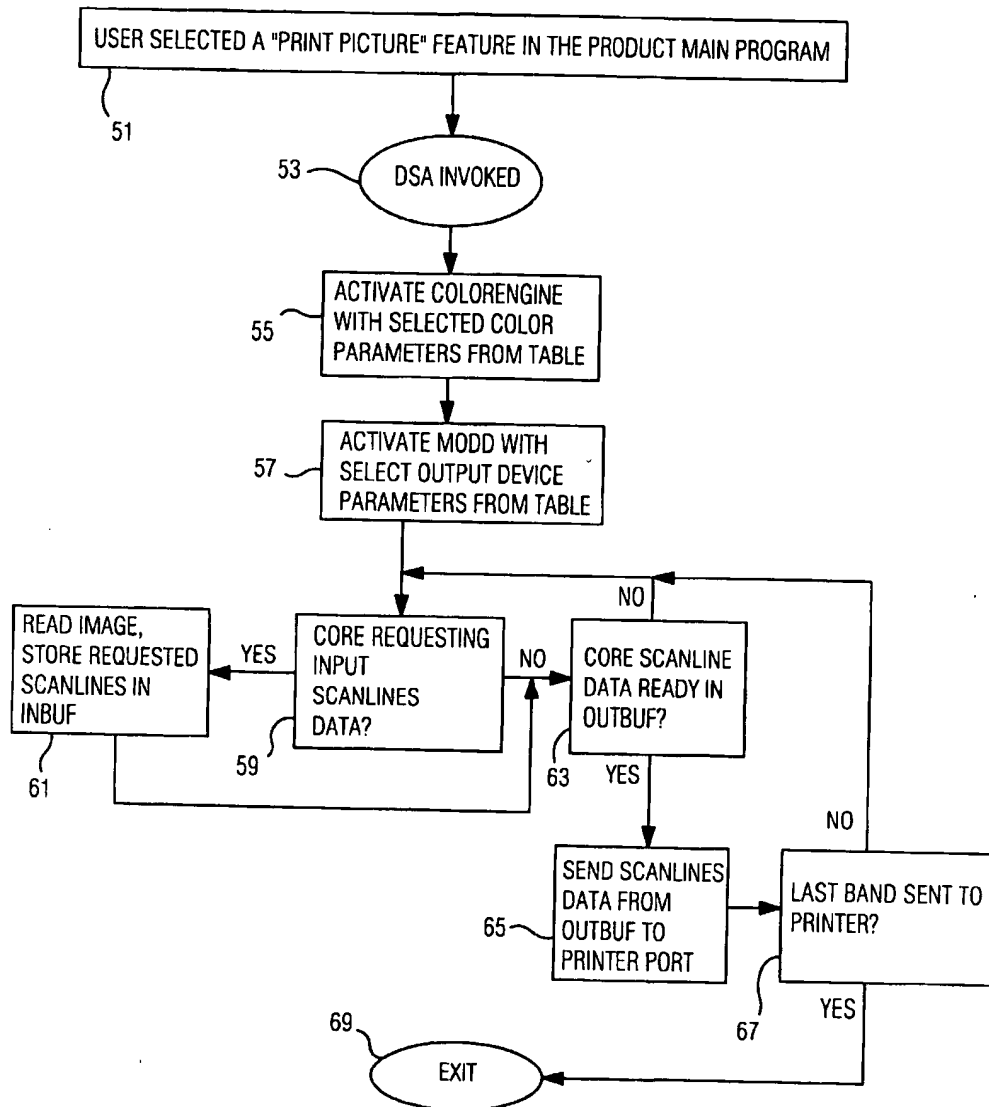 USER SELECTED A "PRINT PICTURE" FEATURE IN THE PRODUCT MAIN PROGRAM
51
53
DSA INVOKED
55
ACTIVATE COLORENGINE
WITH SELECTED COLOR
PARAMETERS FROM TABLE
57
ACTIVATE MODD WITH
SELECT OUTPUT DEVICE
PARAMETERS FROM TABLE
READ IMAGE,
STORE REQUESTED
SCANLINES IN
INBUF
61
YES
CORE REQUESTING
INPUT
SCANLINES
DATA?
59
NO
NO
CORE SCANLINE
DATA READY IN
OUTBUF?
63
YES
NO
65
SEND SCANLINES
DATA FROM
OUTBUF TO
PRINTER PORT
LAST BAND SENT TO
PRINTER?
67
YES
69
EXIT